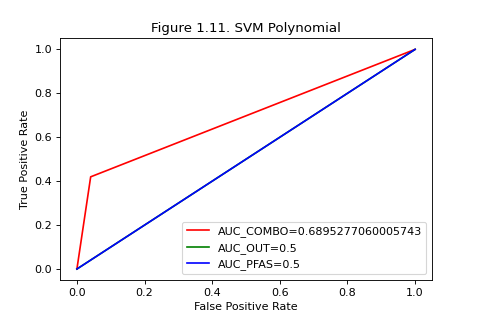 Figure 1.11. SVM Polynomial
True Positive Rate
1.0
0.8
0.6
0.4
0.2
0.0
AUC_COMBO=0.6895277060005743
AUC_OUT=0.5
AUC_PFAS=0.5
0.0 0.2 0.4 0.6 0.8 1.0
False Positive Rate